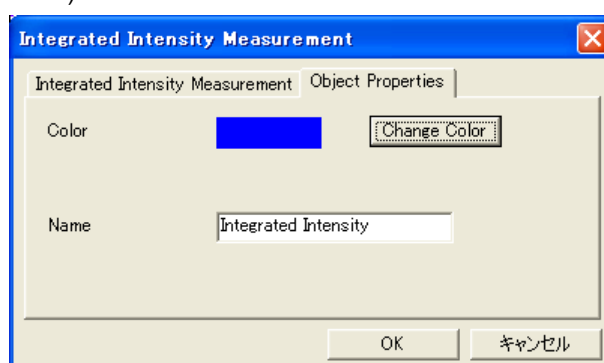 Integrated Intensity Measurement
Integrated Intensity Measurement Object Properties
Color Change Color
Name Integrated Intensity
OK キャンセル